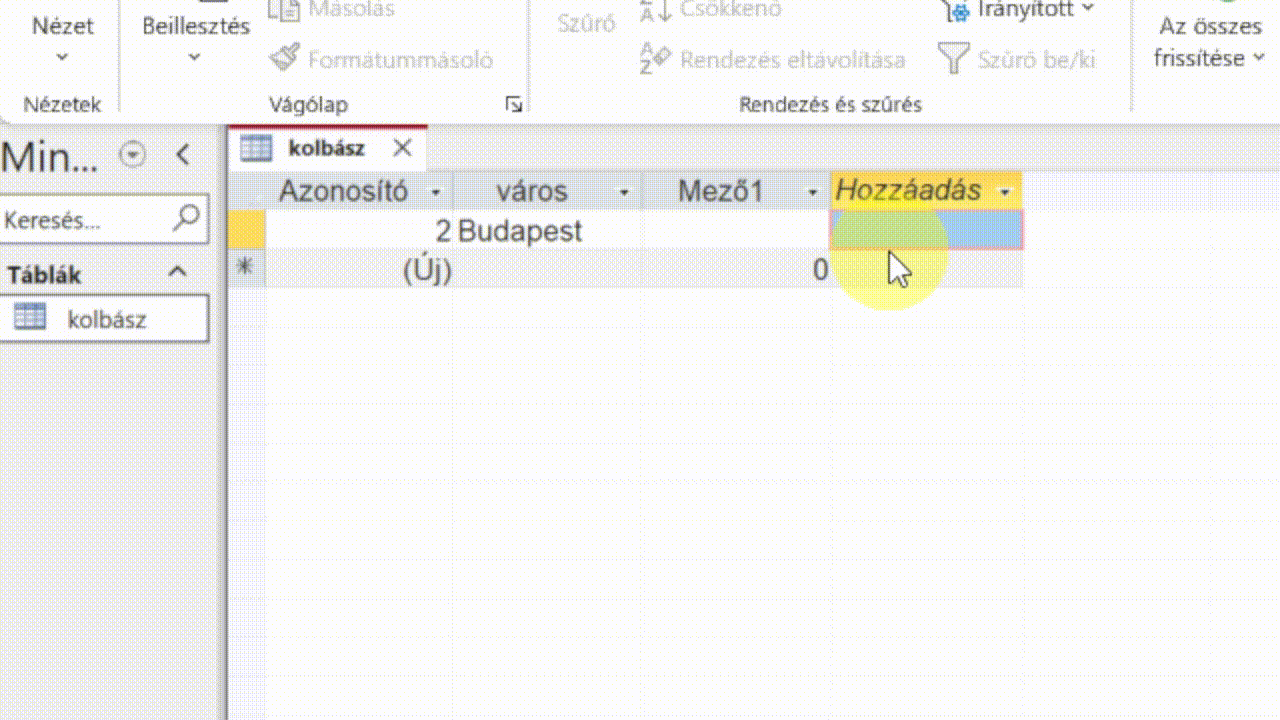 Nézet
Beillesztés
Másolás
Formátummásoló
Szűrő
Csökkenő
Rendezés eltávolítása
Irányított
Szűrő be/ki
Az összes
frissítése
Nézetek
Vágólap
Rendezés és szűrés
Min...
kolbász
Keresés...
Táblák
kolbász
Azonosító város Mező1 Hozzáadás
2 Budapest
(Új) 0